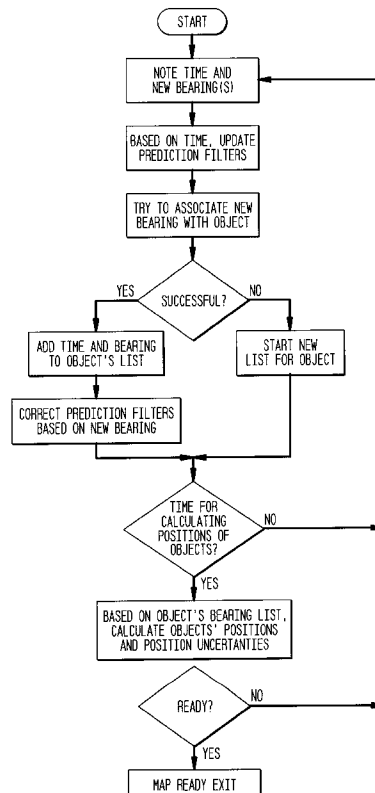 START
NOTE TIME AND
NEW BEARING(S)
BASED ON TIME, UPDATE
PREDICTION FILTERS
TRY TO ASSOCIATE NEW
BEARING WITH OBJECT
SUCCESSFUL?
YES
NO
ADD TIME AND BEARING
TO OBJECT'S LIST
START NEW
LIST FOR OBJECT
CORRECT PREDICTION FILTERS
BASED ON NEW BEARING
TIME FOR
CALCULATING
POSITIONS OF
OBJECTS?
NO
YES
BASED ON OBJECT'S BEARING LIST,
CALCULATE OBJECTS' POSITIONS
AND POSITION UNCERTANTIES
READY?
NO
YES
MAP READY EXIT